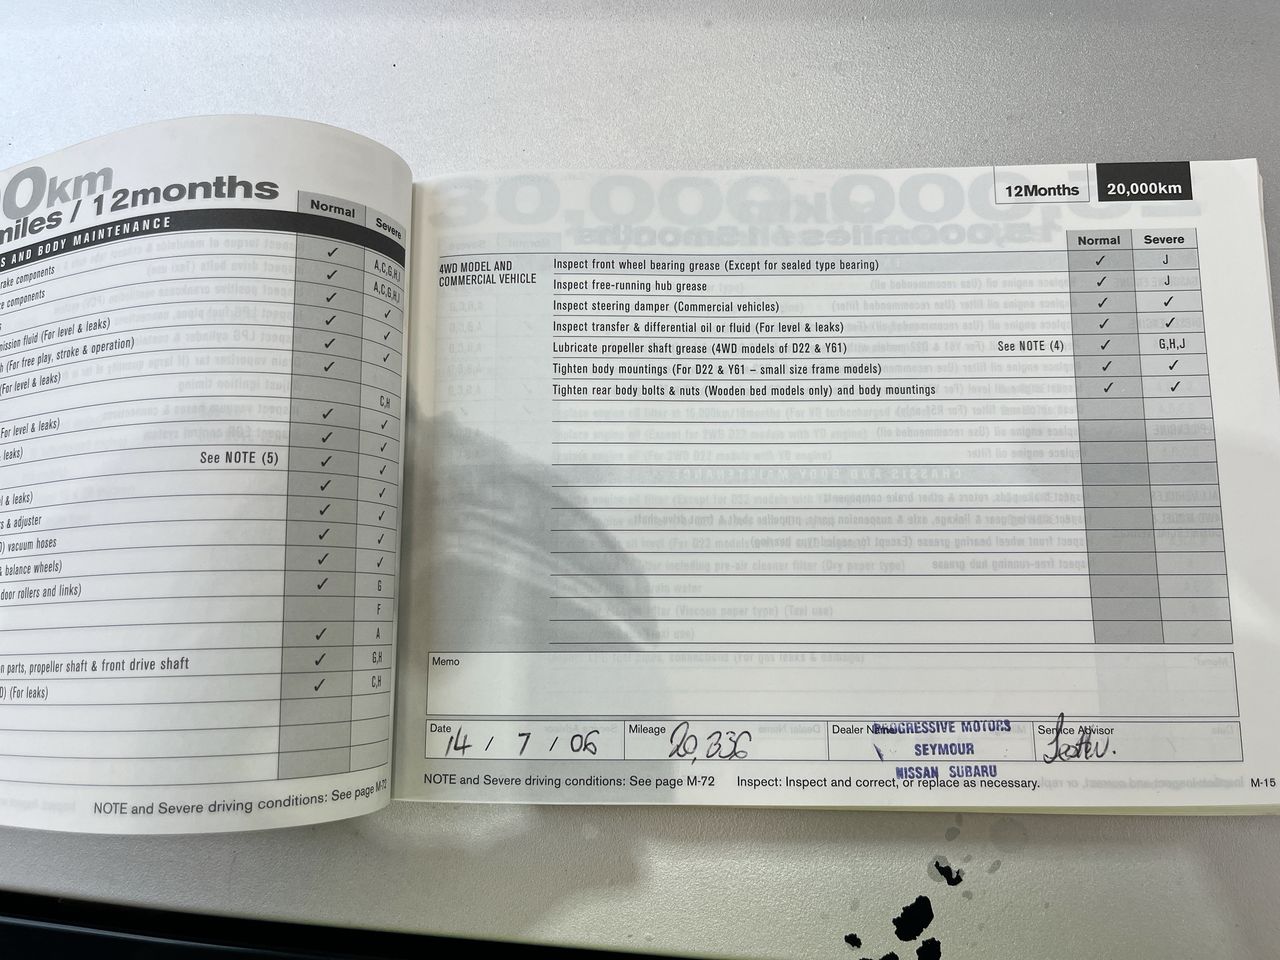 0km
miles / 12months
S AND BODY MAINTENANCE
Normal
Severe
rake components ✓ A,C,G,H,J
e components ✓ A,C,G,H,J
✓ ✓
mission fluid (For level & leaks) ✓ ✓
h (For free play, stroke & operation) ✓ ✓
(For level & leaks) ✓
C,H
For level & leaks) ✓ ✓
leaks) ✓ ✓
See NOTE (5) ✓ ✓
l & leaks) ✓ ✓
s & adjuster ✓ ✓
) vacuum hoses ✓ ✓
& balance wheels) ✓ ✓
door rollers and links) ✓ G
F
✓ A
n parts, propeller shaft & front drive shaft ✓ G,H
D) (For leaks) ✓ C,H
NOTE and Severe driving conditions: See page M-72
12Months
20,000km
Normal
Severe
4WD MODEL AND
COMMERCIAL VEHICLE
Inspect front wheel bearing grease (Except for sealed type bearing) ✓ J
Inspect free-running hub grease ✓ J
Inspect steering damper (Commercial vehicles) ✓ ✓
Inspect transfer & differential oil or fluid (For level & leaks) ✓ ✓
Lubricate propeller shaft grease (4WD models of D22 & Y61) See NOTE (4) ✓ G,H,J
Tighten body mountings (For D22 & Y61 – small size frame models) ✓ ✓
Tighten rear body bolts & nuts (Wooden bed models only) and body mountings ✓ ✓
Memo
Date 14 / 7 / 06
Mileage 20,336
Dealer Name
PROGRESSIVE MOTORS
SEYMOUR
NISSAN SUBARU
Service Advisor
NOTE and Severe driving conditions: See page M-72 Inspect: Inspect and correct, or replace as necessary.
M-15